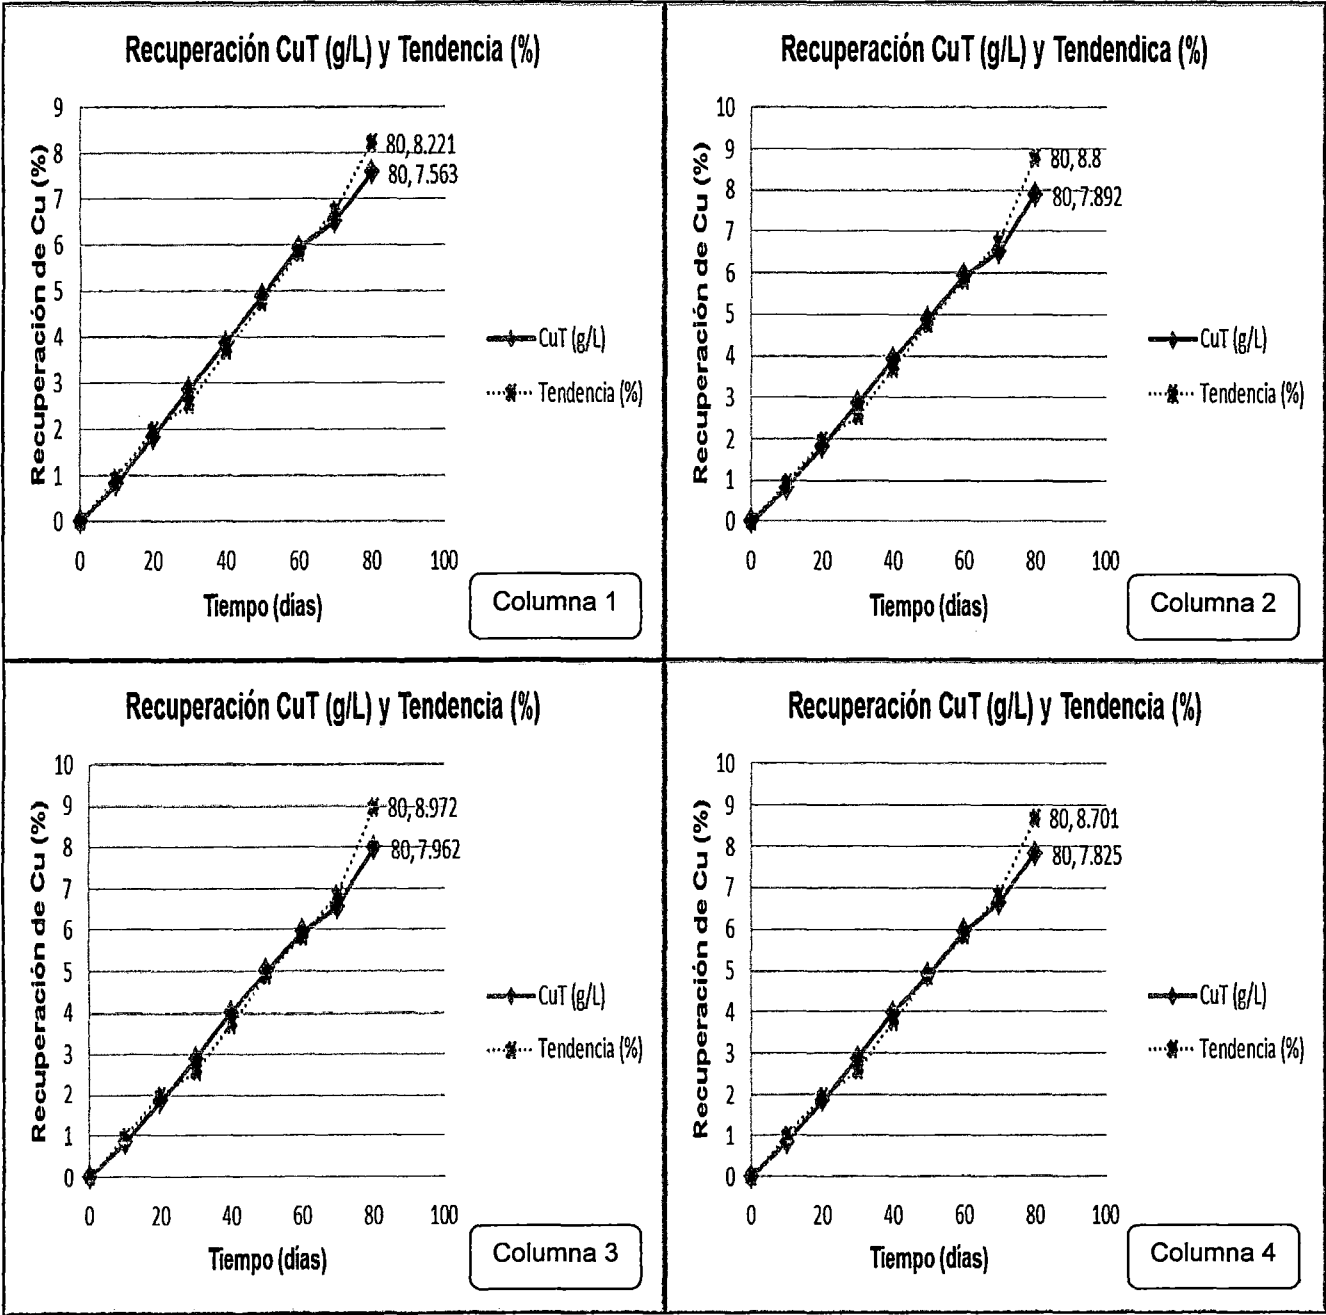 Recuperación CuT (g/L) y Tendencia (%)
Recuperación de Cu (%)
9
8
7
6
5
4
3
2
1
0
80, 8.221
80, 7.563
CuT (g/L)
Tendencia (%)
0 20 40 60 80 100
Tiempo (días)
Columna 1
Recuperación CuT (g/L) y Tendendica (%)
Recuperación de Cu (%)
10
9
8
7
6
5
4
3
2
1
0
80, 8.8
80, 7.892
CuT (g/L)
Tendencia (%)
0 20 40 60 80 100
Tiempo (días)
Columna 2
Recuperación CuT (g/L) y Tendencia (%)
Recuperación de Cu (%)
10
9
8
7
6
5
4
3
2
1
0
80, 8.972
80, 7.962
CuT (g/L)
Tendencia (%)
0 20 40 60 80 100
Tiempo (días)
Columna 3
Recuperación CuT (g/L) y Tendencia (%)
Recuperación de Cu (%)
10
9
8
7
6
5
4
3
2
1
0
80, 8.701
80, 7.825
CuT (g/L)
Tendencia (%)
0 20 40 60 80 100
Tiempo (días)
Columna 4